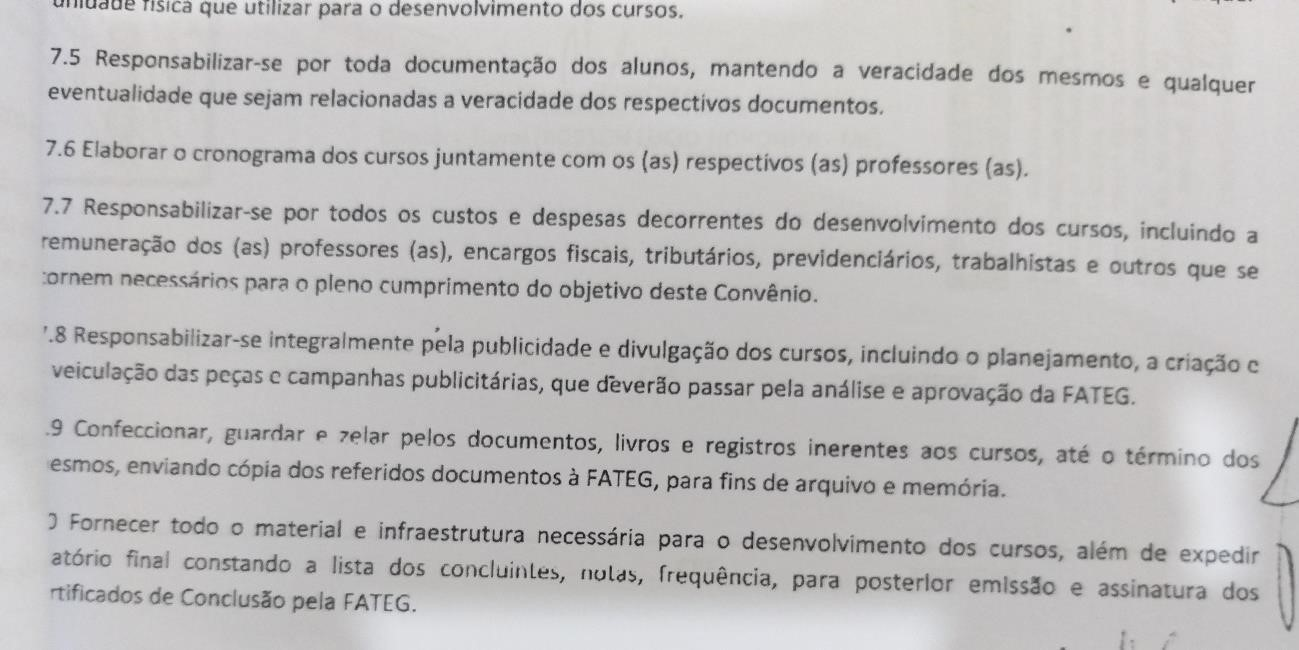 unidade física que utilizar para o desenvolvimento dos cursos.
7.5 Responsabilizar-se por toda documentação dos alunos, mantendo a veracidade dos mesmos e qualquer
eventualidade que sejam relacionadas a veracidade dos respectivos documentos.
7.6 Elaborar o cronograma dos cursos juntamente com os (as) respectivos (as) professores (as).
7.7 Responsabilizar-se por todos os custos e despesas decorrentes do desenvolvimento dos cursos, incluindo a
remuneração dos (as) professores (as), encargos fiscais, tributários, previdenciários, trabalhistas e outros que se
tornem necessários para o pleno cumprimento do objetivo deste Convênio.
.8 Responsabilizar-se integralmente pela publicidade e divulgação dos cursos, incluindo o planejamento, a criação e
veiculação das peças e campanhas publicitárias, que deverão passar pela análise e aprovação da FATEG.
.9 Confeccionar, guardar e zelar pelos documentos, livros e registros inerentes aos cursos, até o término dos
esmos, enviando cópia dos referidos documentos à FATEG, para fins de arquivo e memória.
0 Fornecer todo o material e infraestrutura necessária para o desenvolvimento dos cursos, além de expedir
atório final constando a lista dos concluintes, notas, frequência, para posterior emissão e assinatura dos
rtificados de Conclusão pela FATEG.